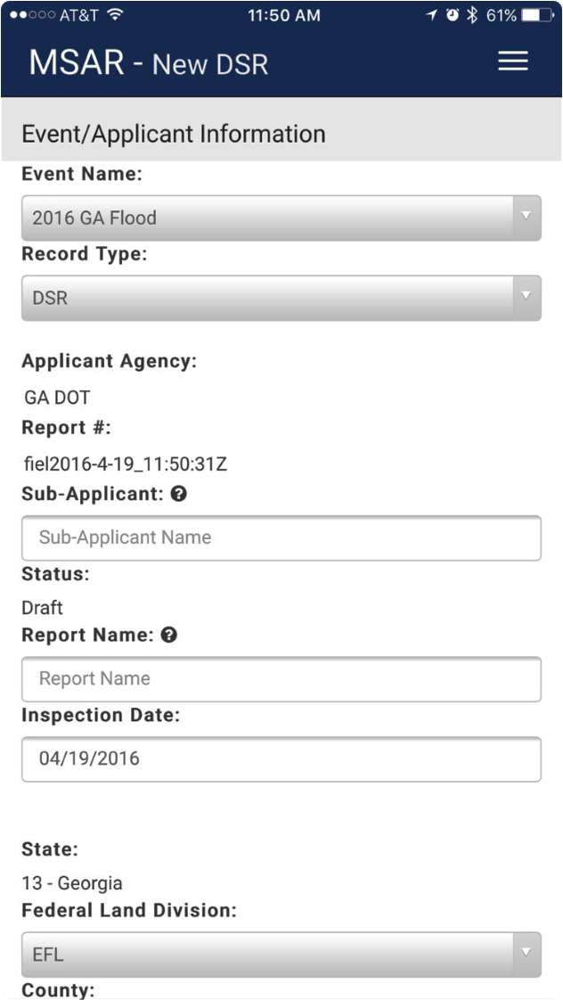 AT&T 11:50 AM 61%
MSAR - New DSR
Event/Applicant Information
Event Name:
2016 GA Flood
Record Type:
DSR
Applicant Agency:
GA DOT
Report #:
fiel2016-4-19_11:50:31Z
Sub-Applicant: ?
Sub-Applicant Name
Status:
Draft
Report Name: ?
Report Name
Inspection Date:
04/19/2016
State:
13 - Georgia
Federal Land Division:
EFL
County: